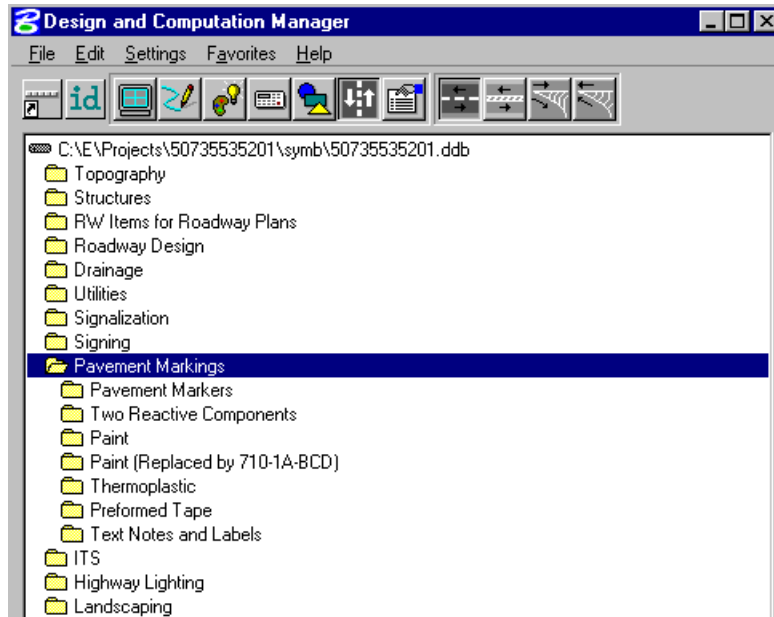 Design and Computation Manager
File Edit Settings Favorites Help
id
C:\E\Projects\50735535201\symb\50735535201.ddb
Topography
Structures
RW Items for Roadway Plans
Roadway Design
Drainage
Utilities
Signalization
Signing
Pavement Markings
Pavement Markers
Two Reactive Components
Paint
Paint (Replaced by 710-1A-BCD)
Thermoplastic
Preformed Tape
Text Notes and Labels
ITS
Highway Lighting
Landscaping